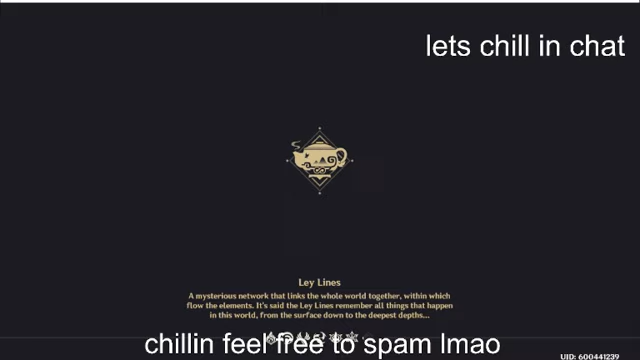 lets chill in chat
Ley Lines
A mysterious network that links the whole world together, within which
flow the elements. It's said the Ley Lines remember all things that happen
in this world, from the surface down to the deepest depths...
chillin feel free to spam lmao
UID: 600441239